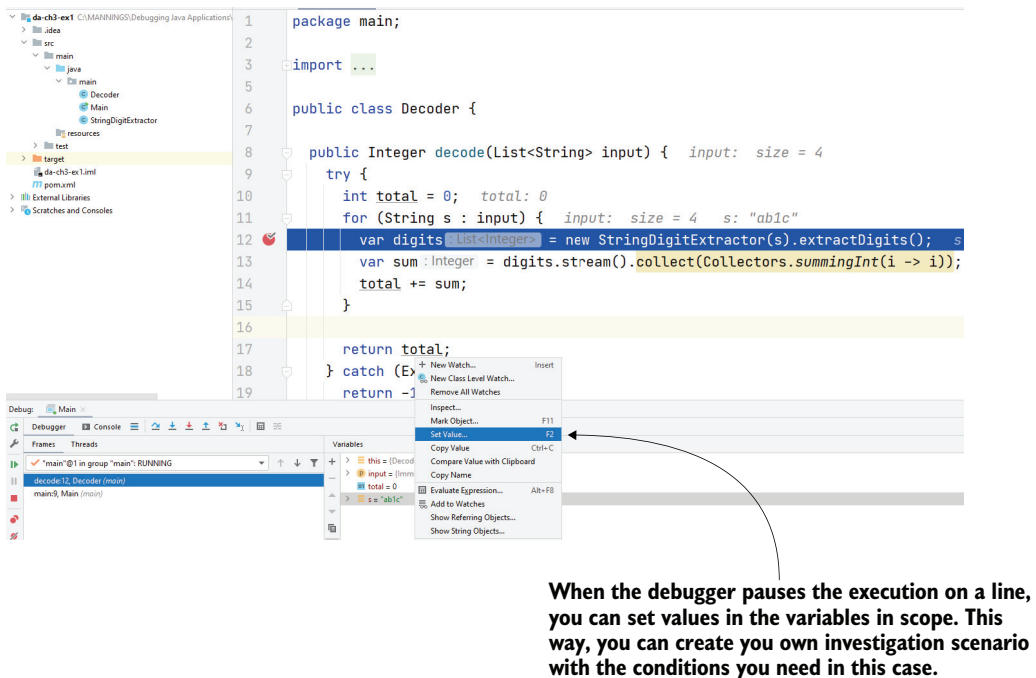 da-ch3-ex1 C:\MANNINGS\Debugging Java Applications\
.idea
src
main
java
main
Decoder
Main
StringDigitExtractor
resources
test
target
da-ch3-ex1.iml
pom.xml
External Libraries
Scratches and Consoles
1 package main;
2
3 import ...
5
6 public class Decoder {
7
8 public Integer decode(List<String> input) { input: size = 4
9 try {
10 int total = 0; total: 0
11 for (String s : input) { input: size = 4 s: "ab1c"
12 var digits : List<Integer> = new StringDigitExtractor(s).extractDigits(); s
13 var sum : Integer = digits.stream().collect(Collectors.summingInt(i -> i));
14 total += sum;
15 }
16
17 return total;
18 } catch (Ex
19 return -1
Debug: Main
Debugger Console
Frames Threads
"main"@1 in group "main": RUNNING
decode:12, Decoder (main)
main:9, Main (main)
Variables
this = {Decod
input = {Imm
total = 0
s = "ab1c"
New Watch... Insert
New Class Level Watch...
Remove All Watches
Inspect...
Mark Object... F11
Set Value... F2
Copy Value Ctrl+C
Compare Value with Clipboard
Copy Name
Evaluate Expression... Alt+F8
Add to Watches
Show Referring Objects...
Show String Objects...
When the debugger pauses the execution on a line,
you can set values in the variables in scope. This
way, you can create you own investigation scenario
with the conditions you need in this case.